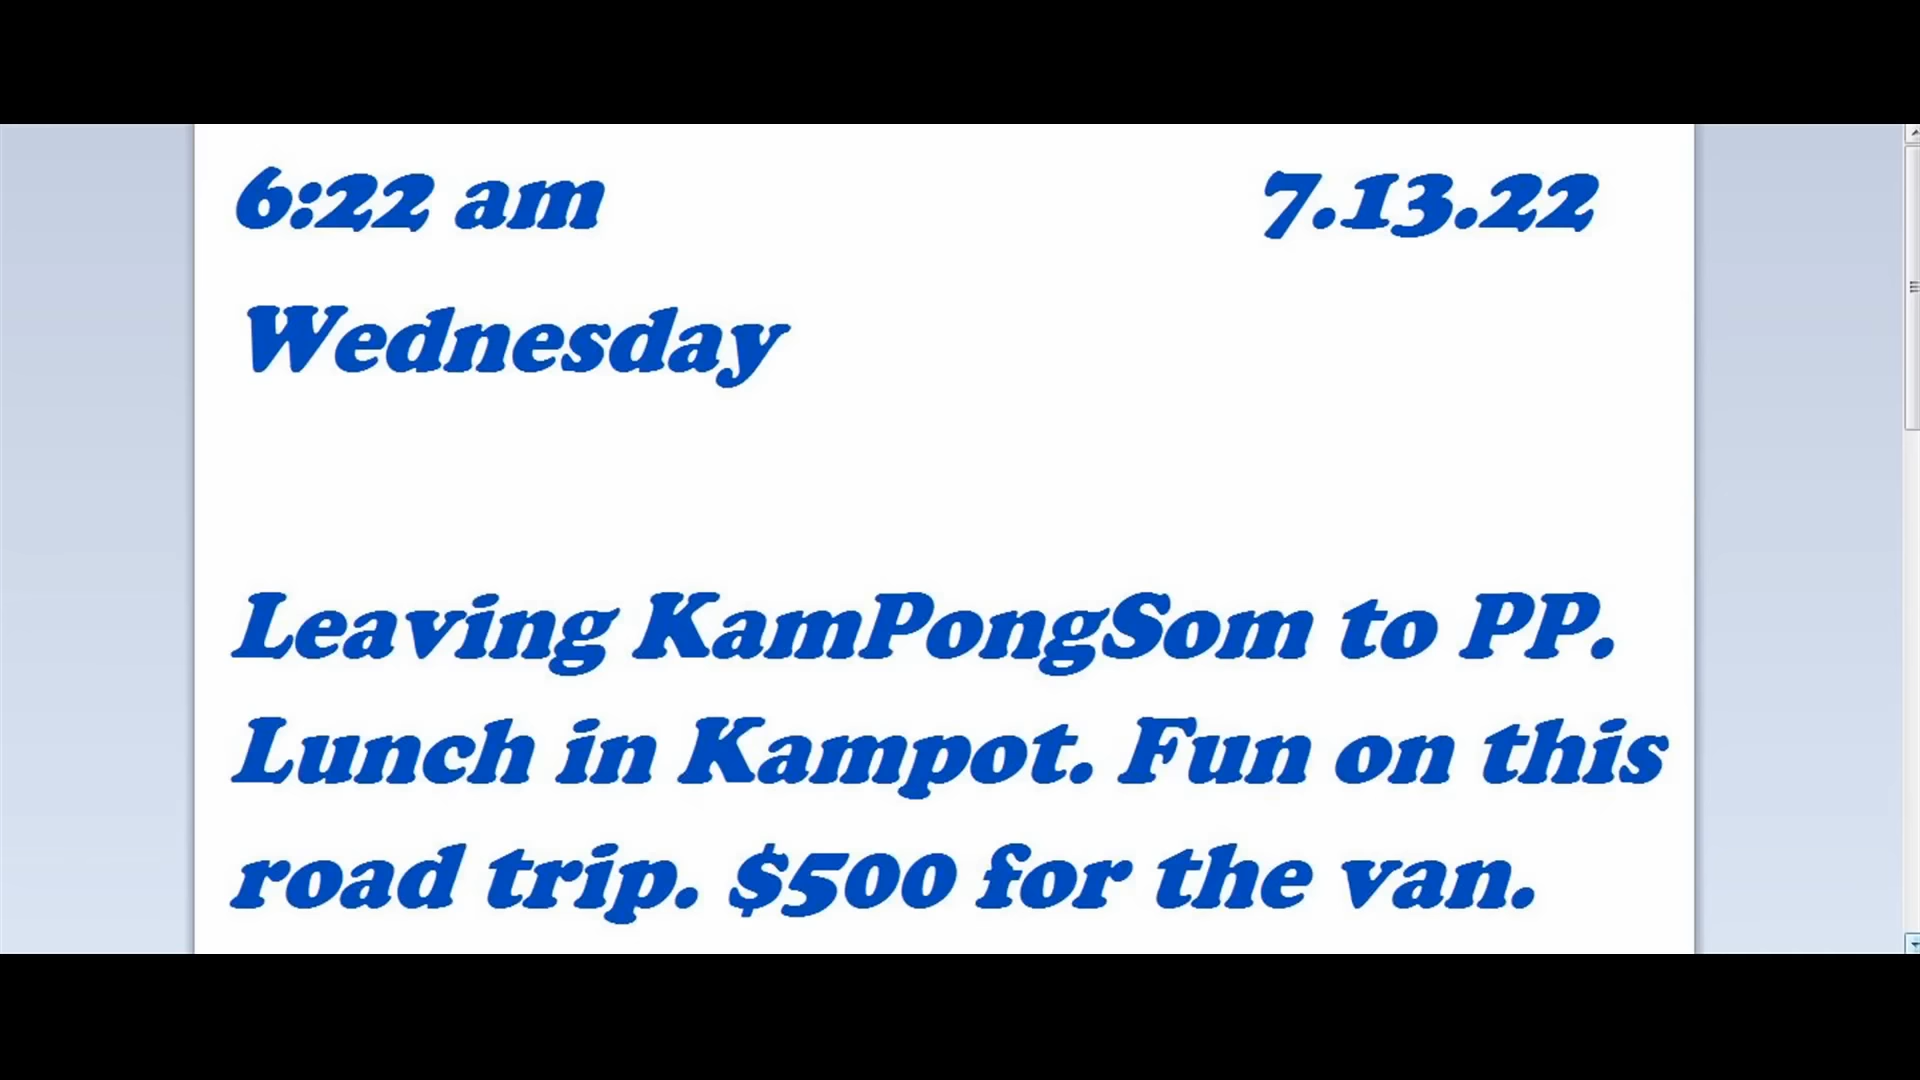 6:22 am 7.13.22
Wednesday
Leaving KamPongSom to PP.
Lunch in Kampot. Fun on this
road trip. $500 for the van.